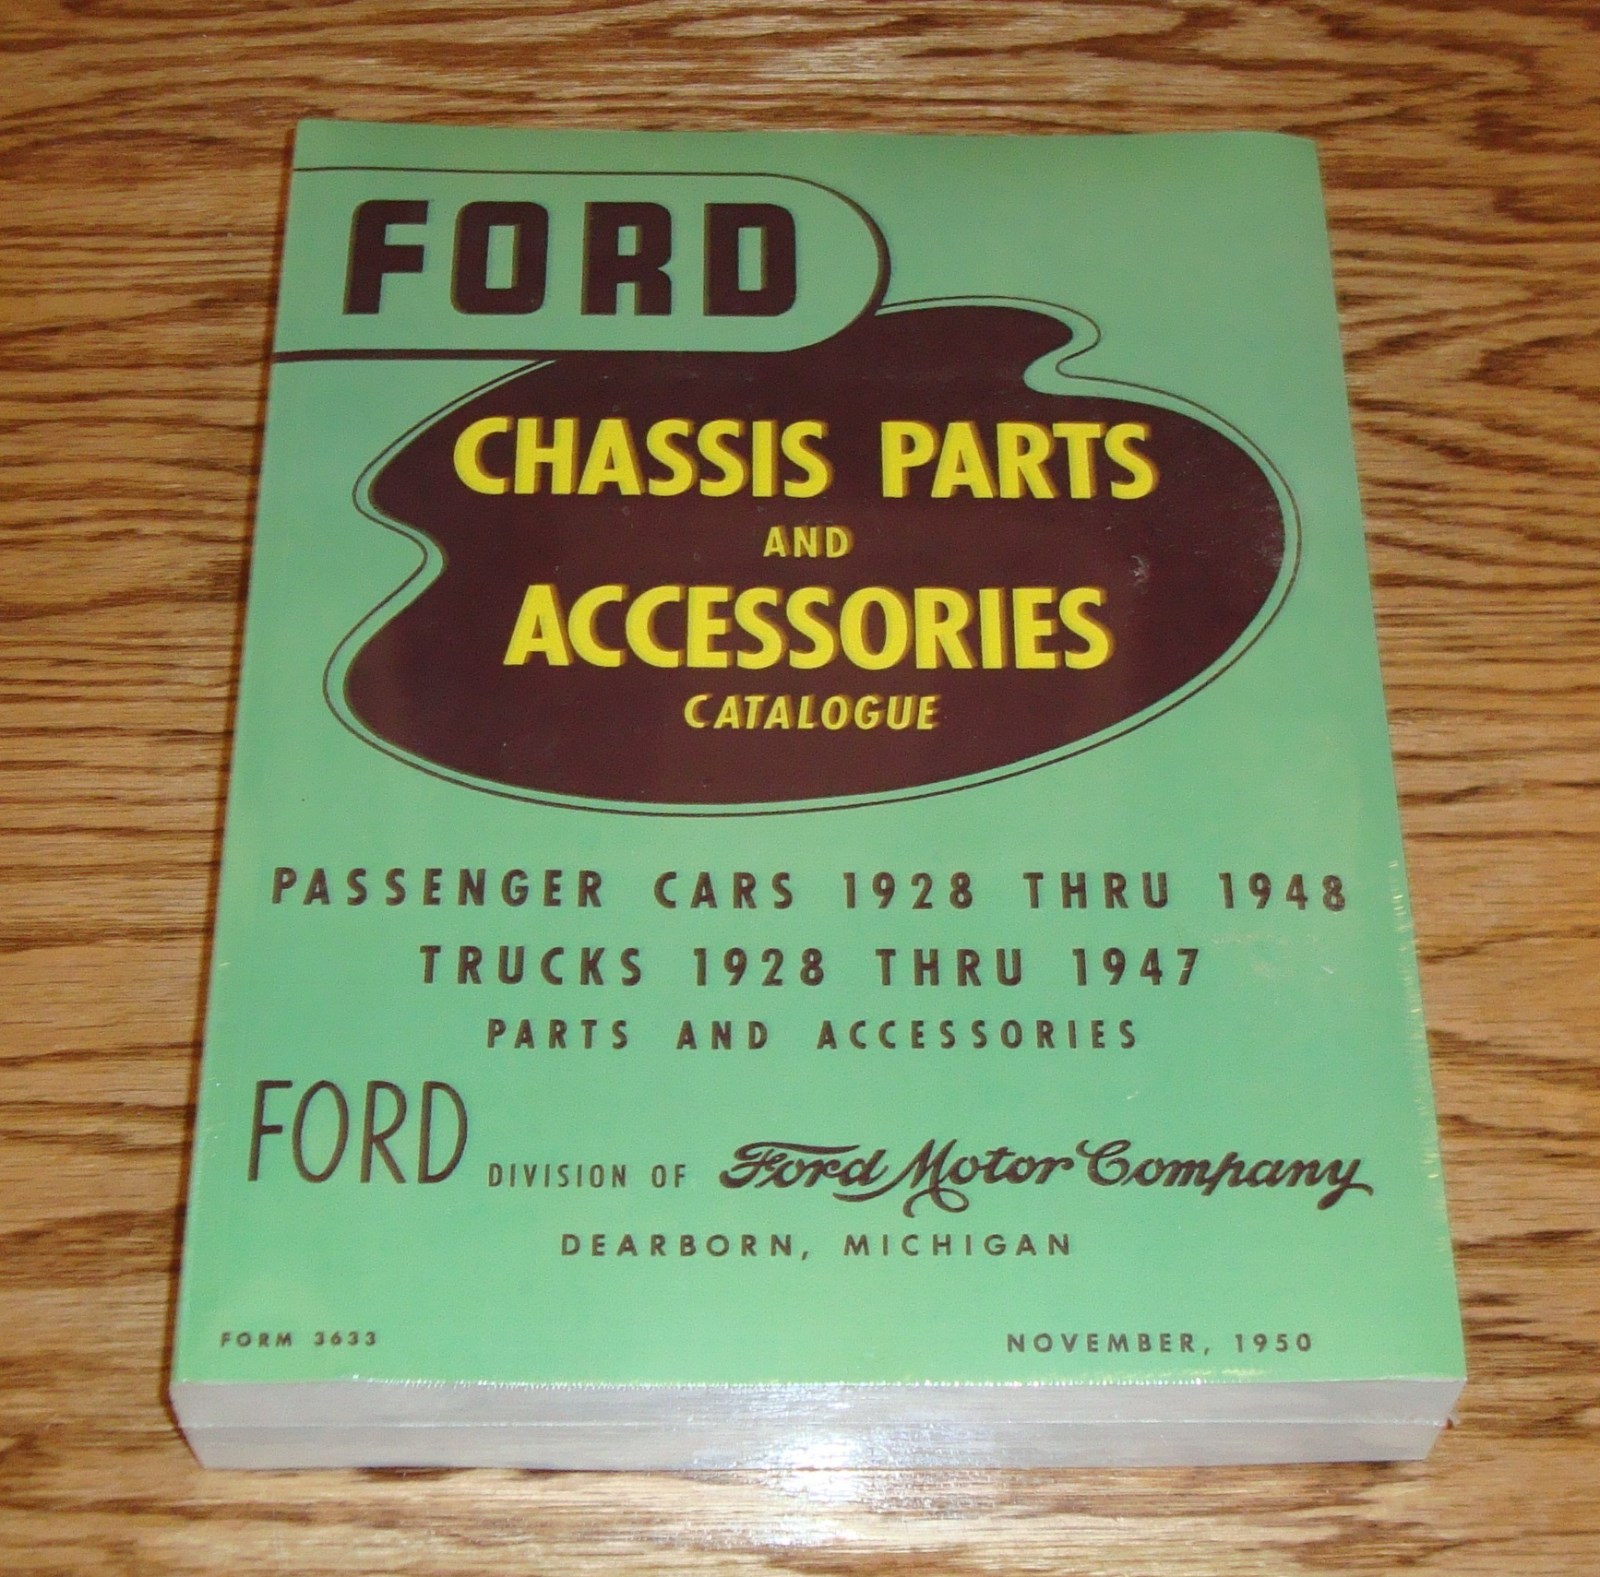 FORD
CHASSIS PARTS
AND
ACCESSORIES
CATALOGUE
PASSENGER CARS 1928 THRU 1948
TRUCKS 1928 THRU 1947
PARTS AND ACCESSORIES
FORD DIVISION OF Ford Motor Company
DEARBORN, MICHIGAN
FORM 3633 NOVEMBER, 1950